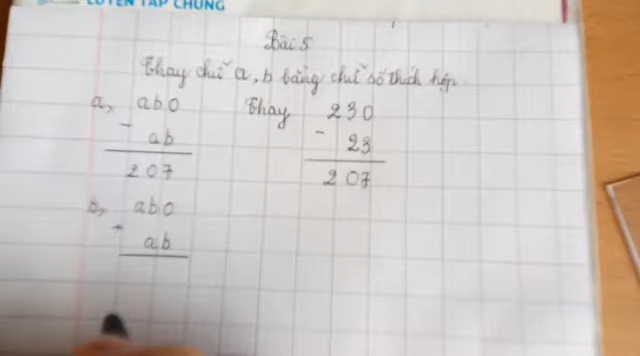 LUYỆN TẬP CHUNG
Bài 5
Thay chữ a, b bằng chữ số thích hợp
a, ab0 Thay 230
- ab - 23
207 207
b, ab0
- ab